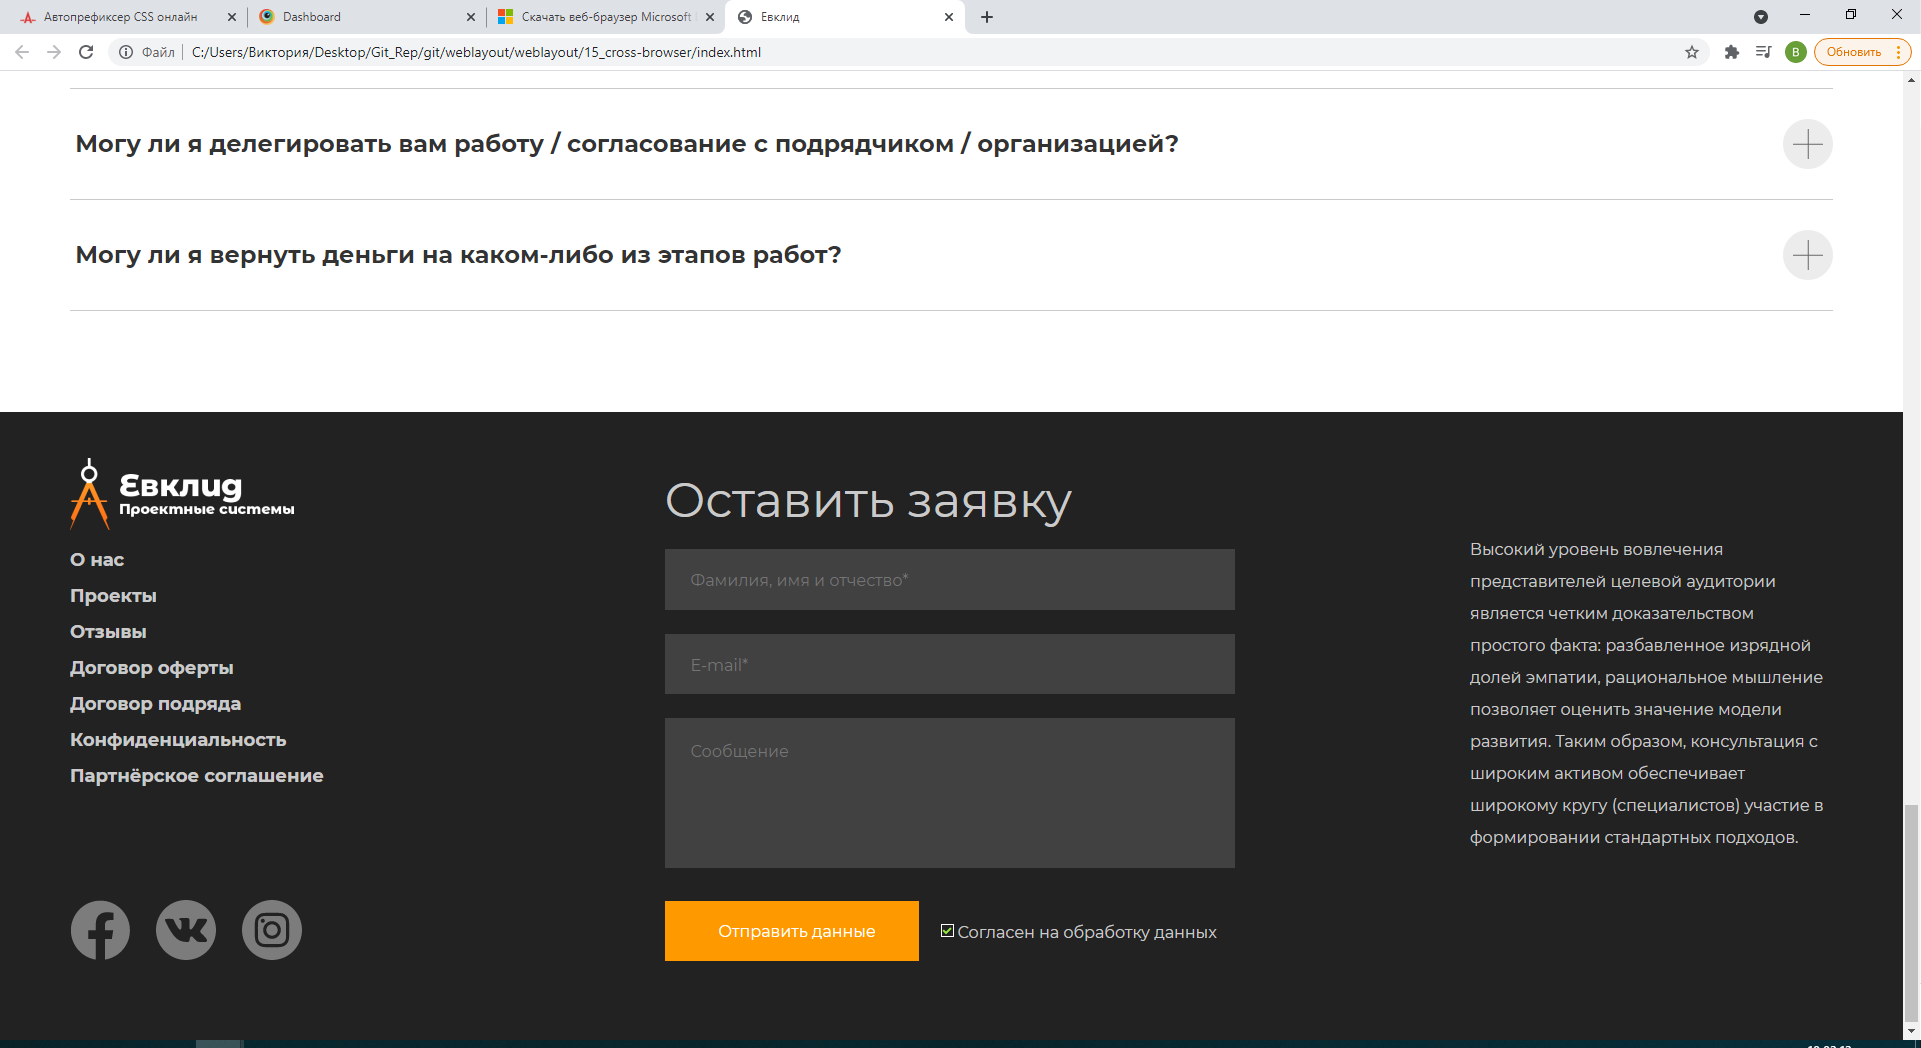 Автопрефиксер CSS онлайн
Dashboard
Скачать веб-браузер Microsoft
Евклид
Файл
C:/Users/Виктория/Desktop/Git_Rep/git/weblayout/weblayout/15_cross-browser/index.html
В
Обновить
Могу ли я делегировать вам работу / согласование с подрядчиком / организацией?
Могу ли я вернуть деньги на каком-либо из этапов работ?
Евклид
Проектные системы
О нас
Проекты
Отзывы
Договор оферты
Договор подряда
Конфиденциальность
Партнёрское соглашение
Оставить заявку
Фамилия, имя и отчество*
E-mail*
Сообщение
Отправить данные
Согласен на обработку данных
Высокий уровень вовлечения
представителей целевой аудитории
является четким доказательством
простого факта: разбавленное изрядной
долей эмпатии, рациональное мышление
позволяет оценить значение модели
развития. Таким образом, консультация с
широким активом обеспечивает
широкому кругу (специалистов) участие в
формировании стандартных подходов.